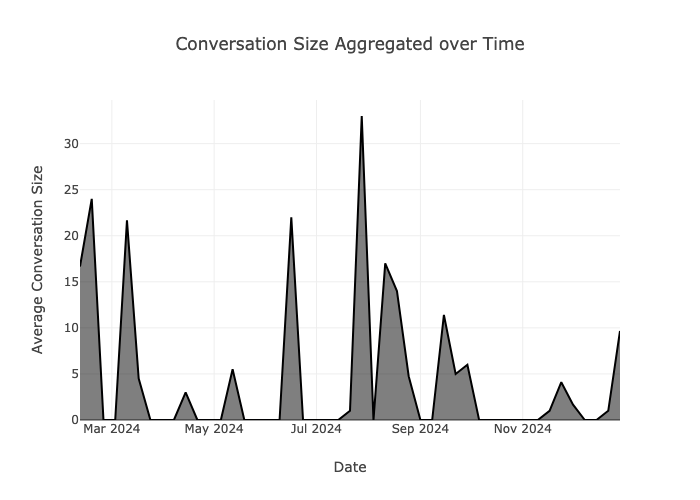 Conversation Size Aggregated over Time
Average Conversation Size
30
25
20
15
10
5
0
Mar 2024
May 2024
Jul 2024
Sep 2024
Nov 2024
Date